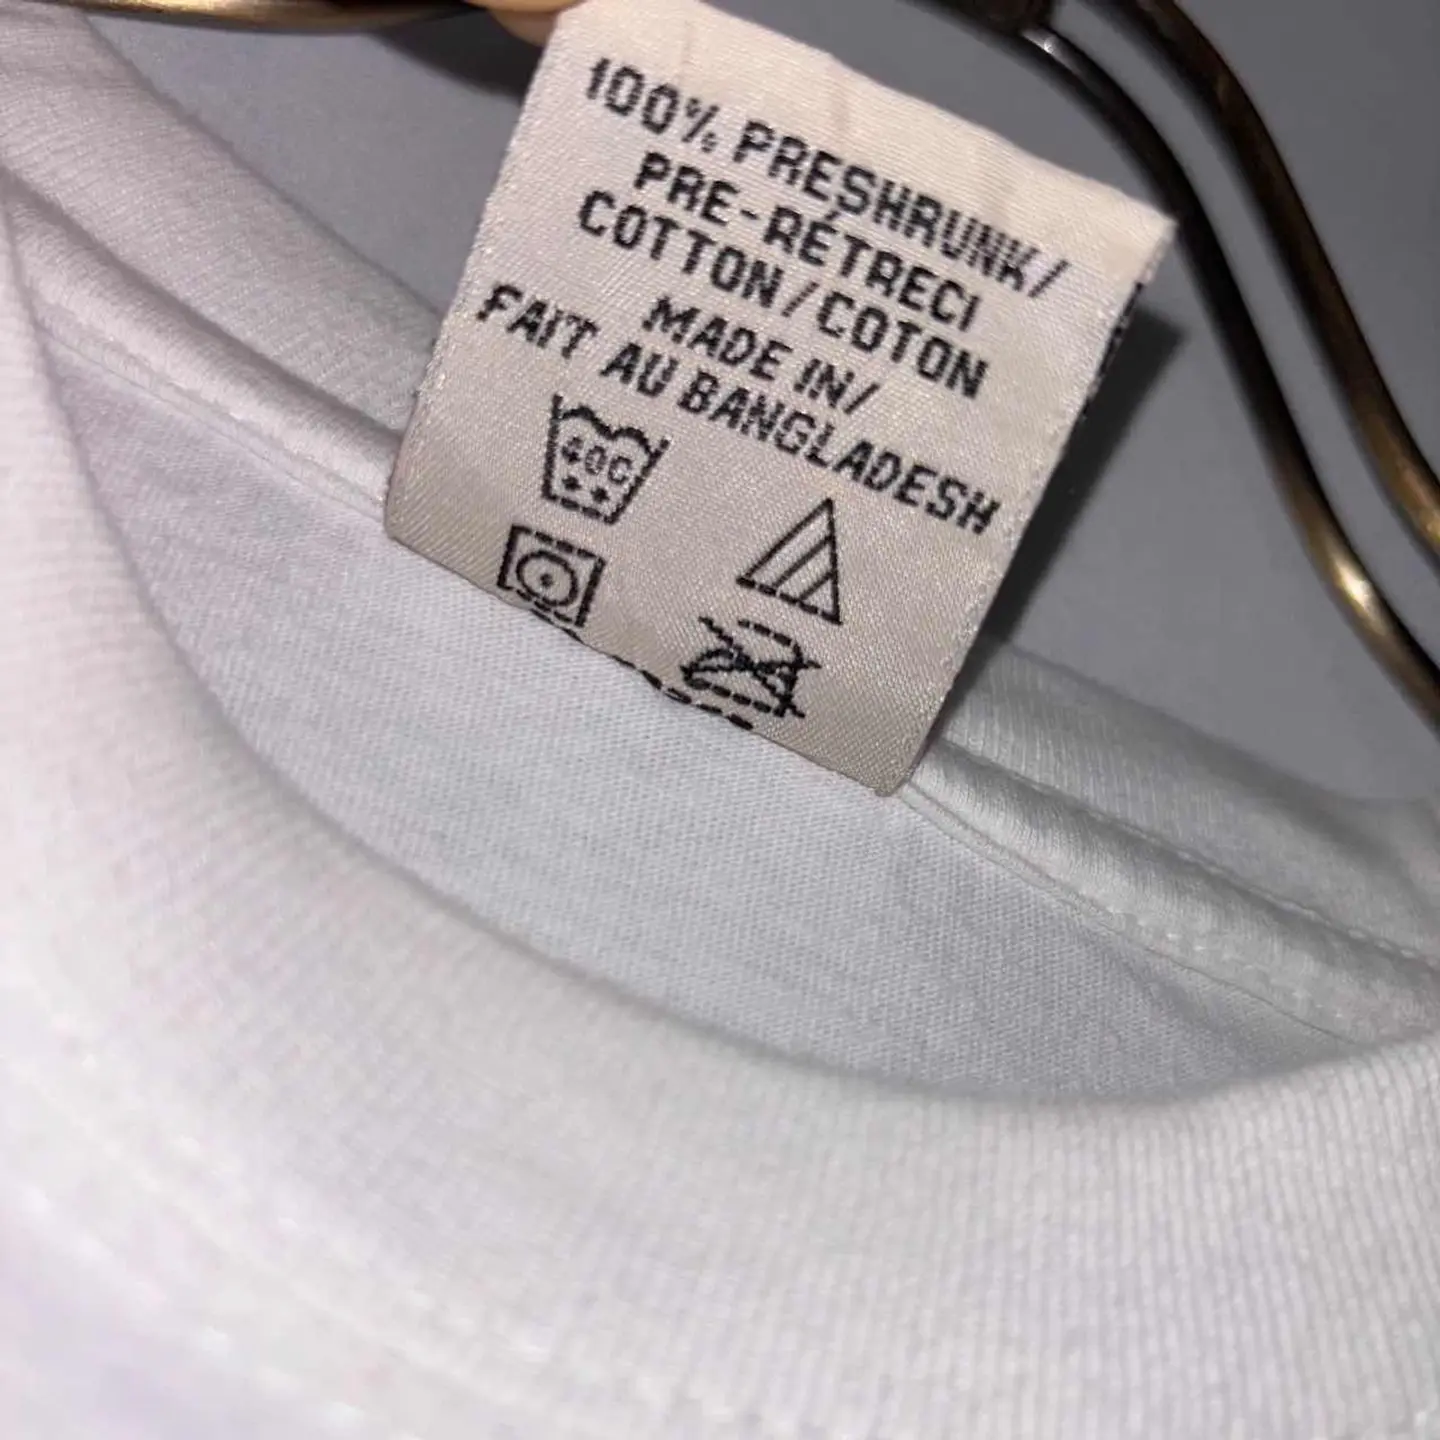 100% PRESHRUNK/
PRE-RÉTRECI
COTTON/COTON
MADE IN/
FAIT AU BANGLADESH
40C